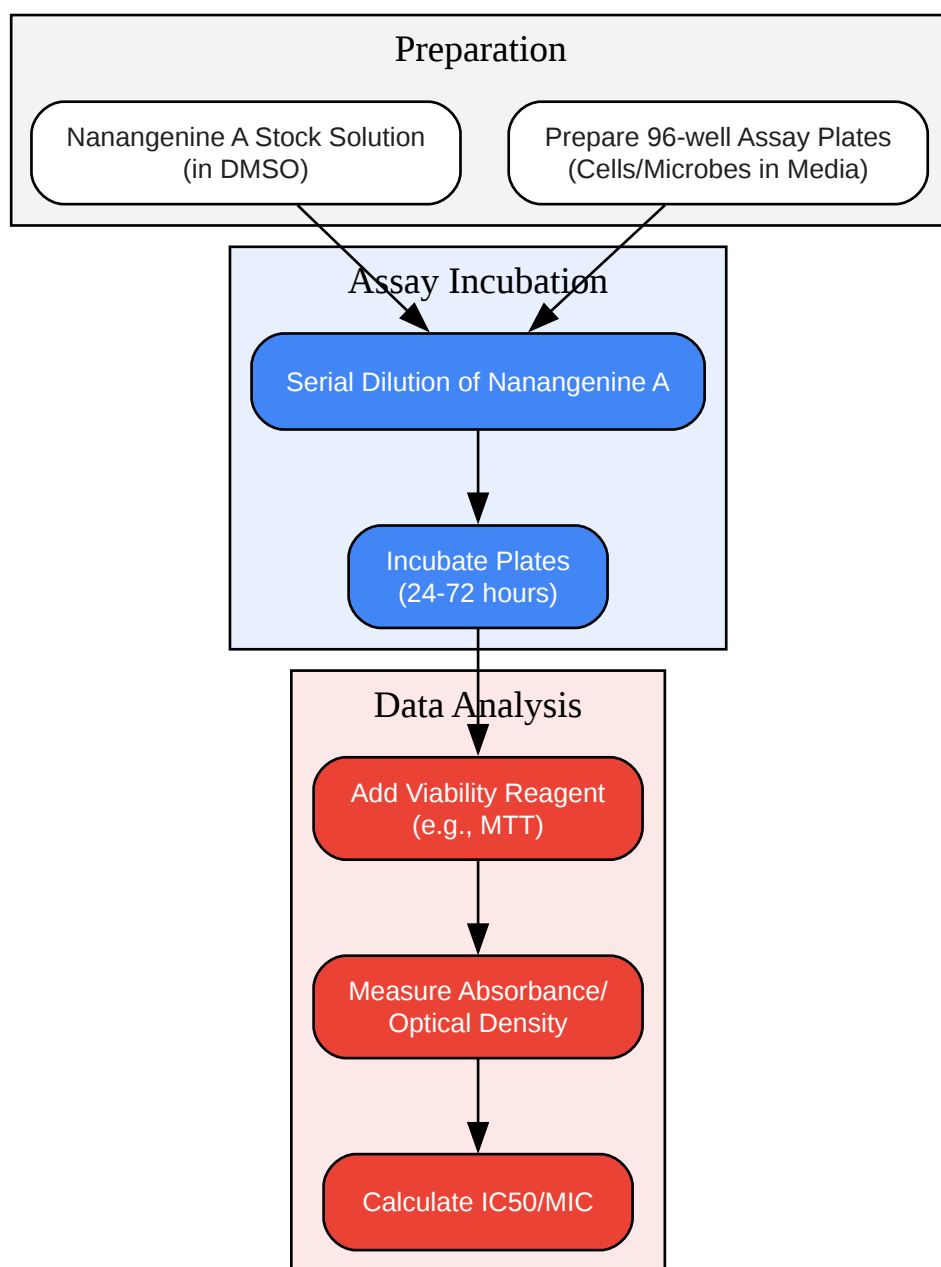 Preparation
Nanangenine A Stock Solution
(in DMSO)
Prepare 96-well Assay Plates
(Cells/Microbes in Media)
Assay Incubation
Serial Dilution of Nanangenine A
Incubate Plates
(24-72 hours)
Data Analysis
Add Viability Reagent
(e.g., MTT)
Measure Absorbance/
Optical Density
Calculate IC50/MIC